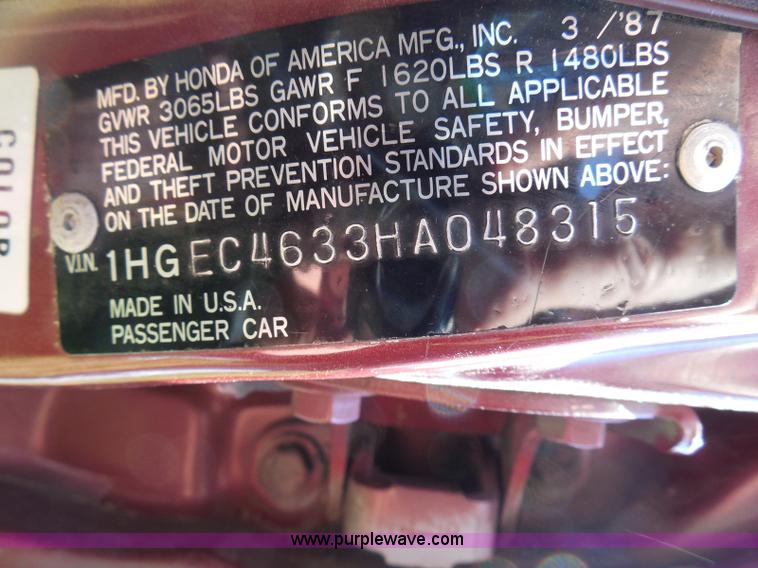 MFD. BY HONDA OF AMERICA MFG., INC. 3 /'87
GVWR 3065LBS GAWR F 1620LBS R 1480LBS
THIS VEHICLE CONFORMS TO ALL APPLICABLE
FEDERAL MOTOR VEHICLE SAFETY, BUMPER,
AND THEFT PREVENTION STANDARDS IN EFFECT
ON THE DATE OF MANUFACTURE SHOWN ABOVE:
V.I.N. 1HGEC4633HA048315
MADE IN U.S.A.
PASSENGER CAR
COLOR
www.purplewave.com